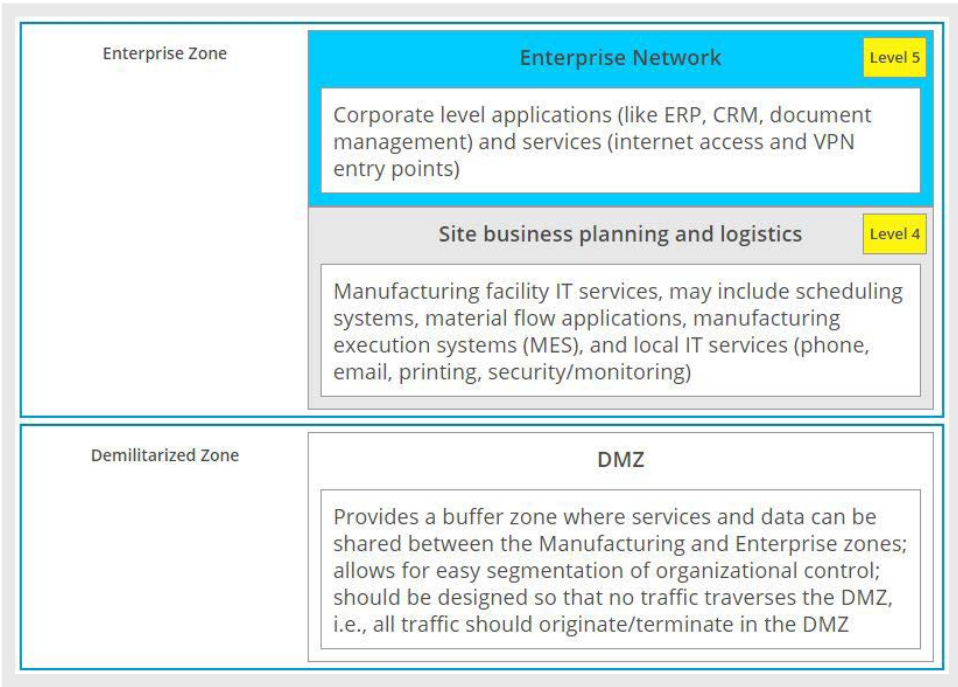 Enterprise Zone
Enterprise Network
Level 5
Corporate level applications (like ERP, CRM, document
management) and services (internet access and VPN
entry points)
Site business planning and logistics
Level 4
Manufacturing facility IT services, may include scheduling
systems, material flow applications, manufacturing
execution systems (MES), and local IT services (phone,
email, printing, security/monitoring)
Demilitarized Zone
DMZ
Provides a buffer zone where services and data can be
shared between the Manufacturing and Enterprise zones;
allows for easy segmentation of organizational control;
should be designed so that no traffic traverses the DMZ,
i.e., all traffic should originate/terminate in the DMZ